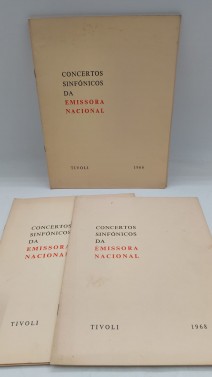 CONCERTOS
SINFÓNICOS
DA
EMISSORA
NACIONAL
TIVOLI 1968
CONCERTOS
SINFÓNICOS
DA
EMISSORA
NACIONAL
TIVOLI
CONCERTOS
SINFÓNICOS
DA
EMISSORA
NACIONAL
TIVOLI 1968